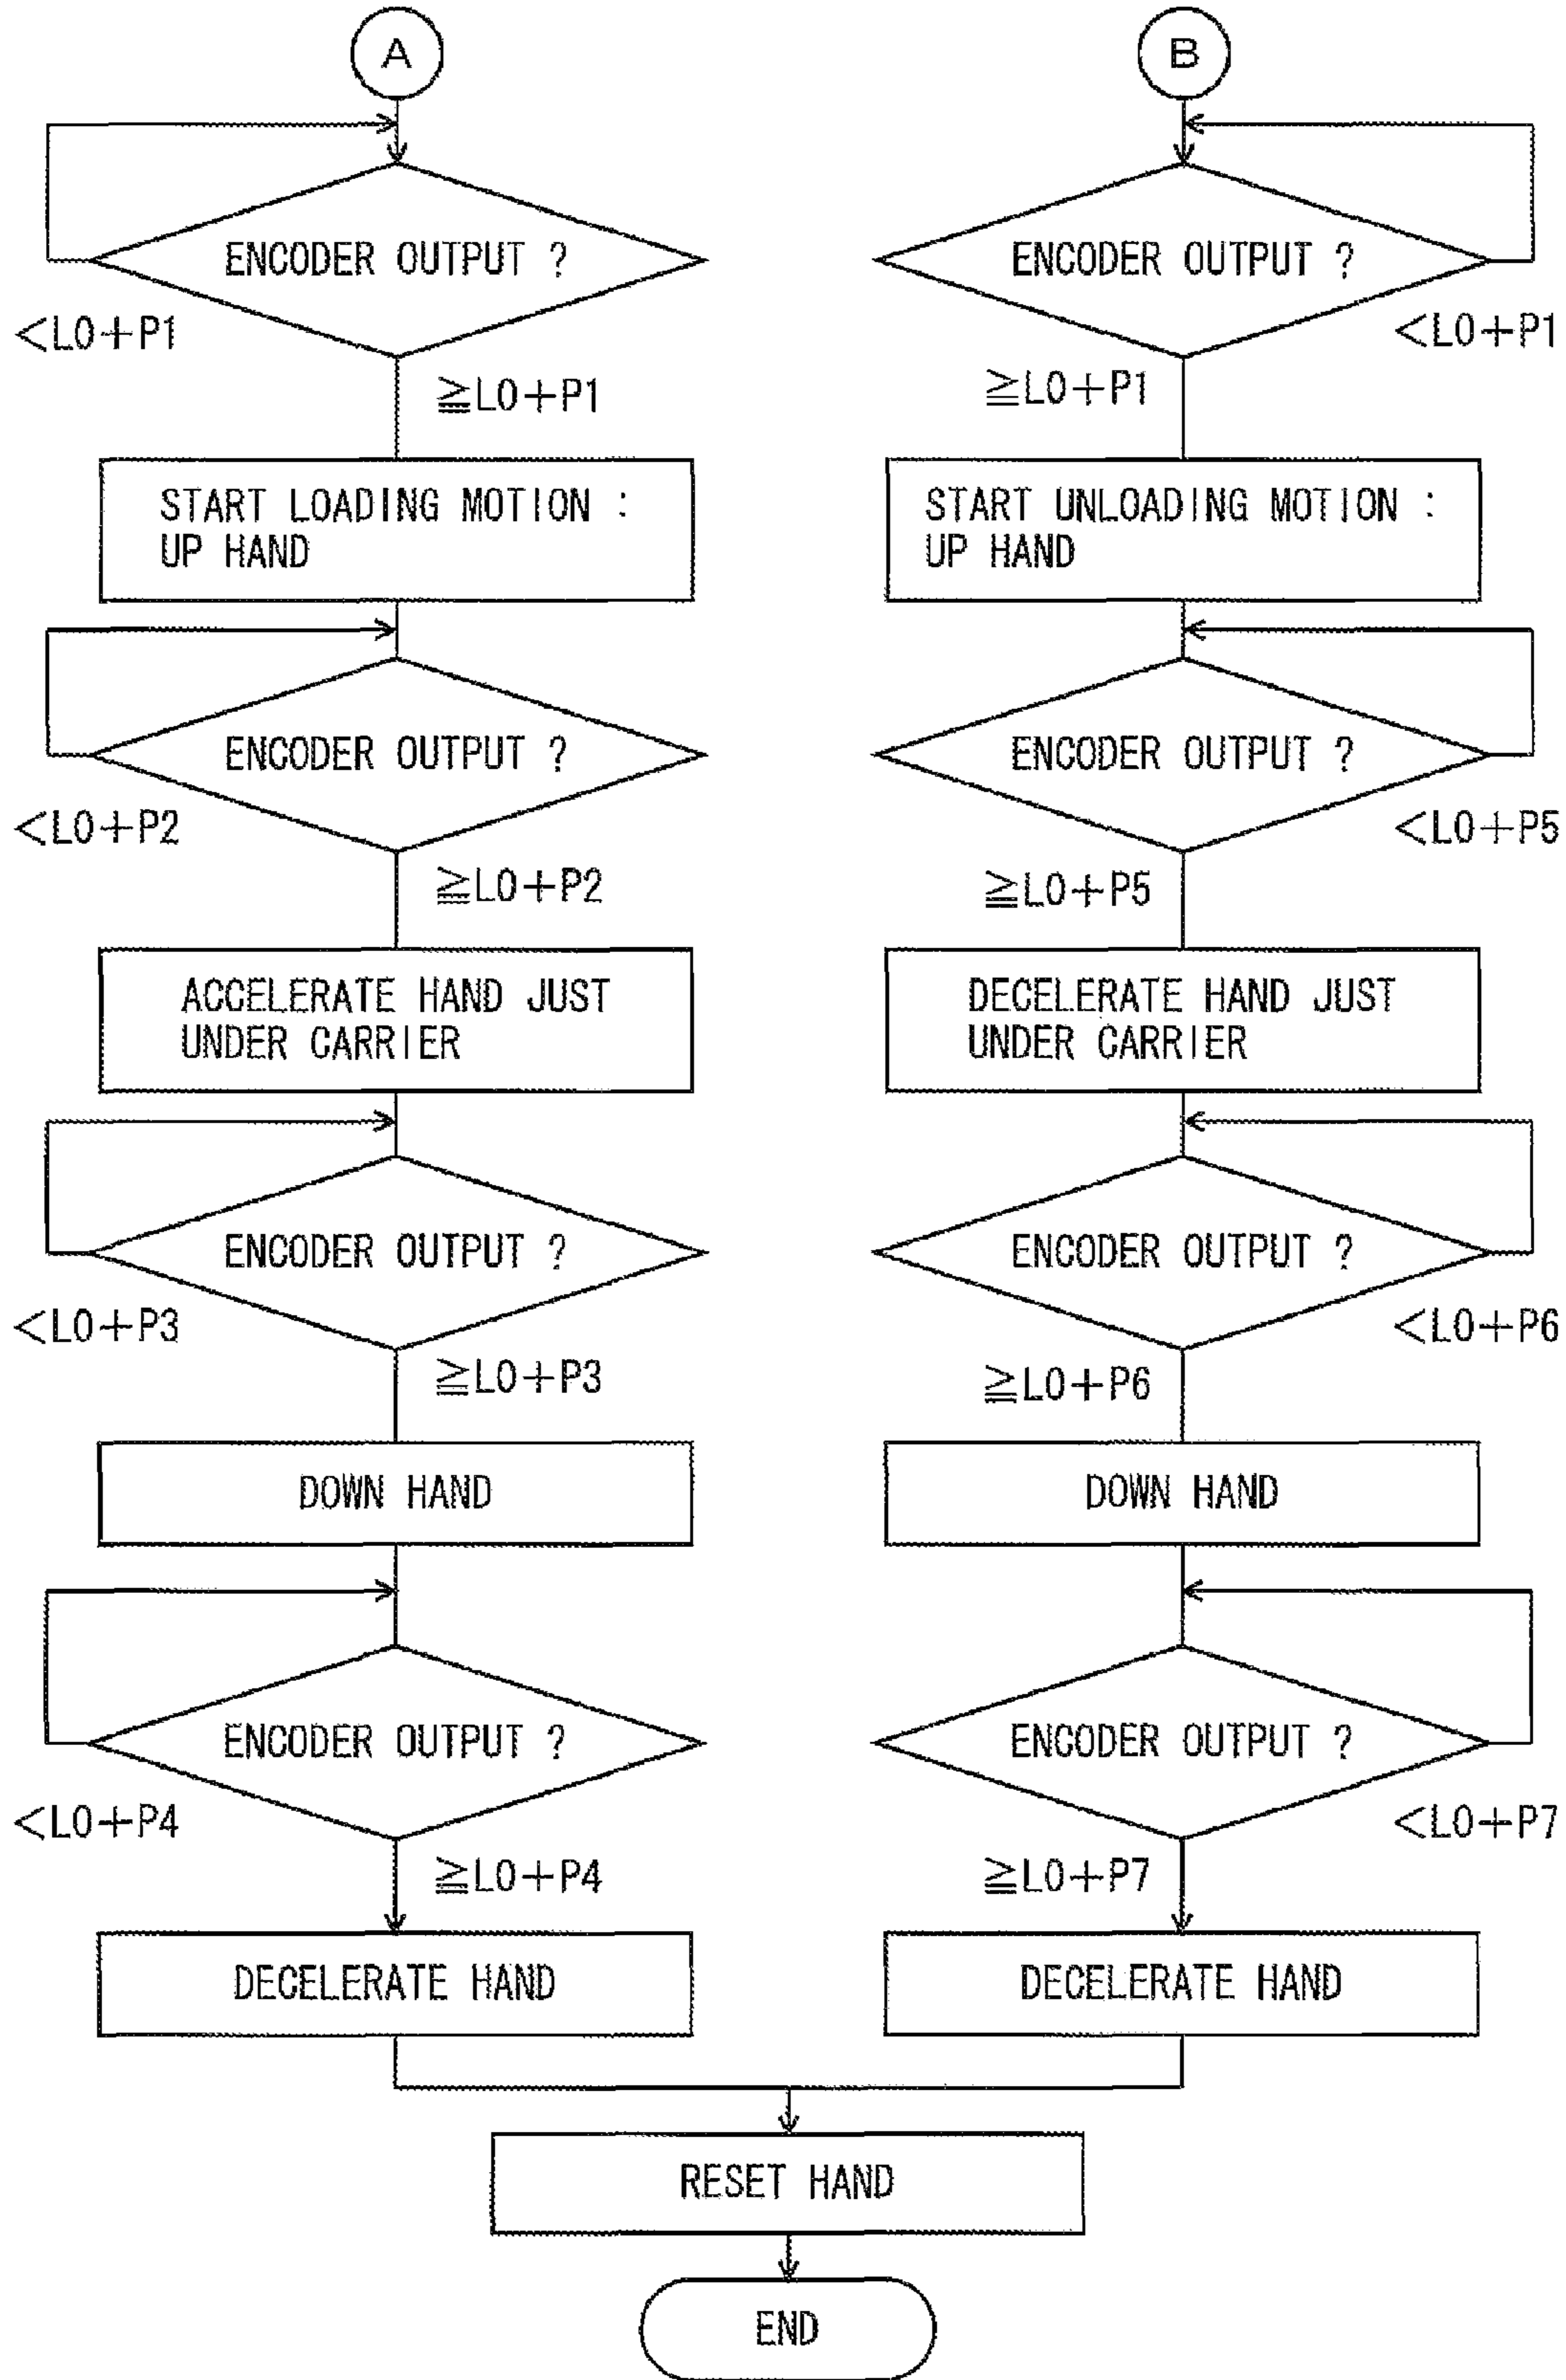 A
ENCODER OUTPUT ?
<L0+P1
≧L0+P1
START LOADING MOTION :
UP HAND
ENCODER OUTPUT ?
<L0+P2
≧L0+P2
ACCELERATE HAND JUST
UNDER CARRIER
ENCODER OUTPUT ?
<L0+P3
≧L0+P3
DOWN HAND
ENCODER OUTPUT ?
<L0+P4
≧L0+P4
DECELERATE HAND
B
ENCODER OUTPUT ?
<L0+P1
≧L0+P1
START UNLOADING MOTION :
UP HAND
ENCODER OUTPUT ?
<L0+P5
≧L0+P5
DECELERATE HAND JUST
UNDER CARRIER
ENCODER OUTPUT ?
<L0+P6
≧L0+P6
DOWN HAND
ENCODER OUTPUT ?
<L0+P7
≧L0+P7
DECELERATE HAND
RESET HAND
END